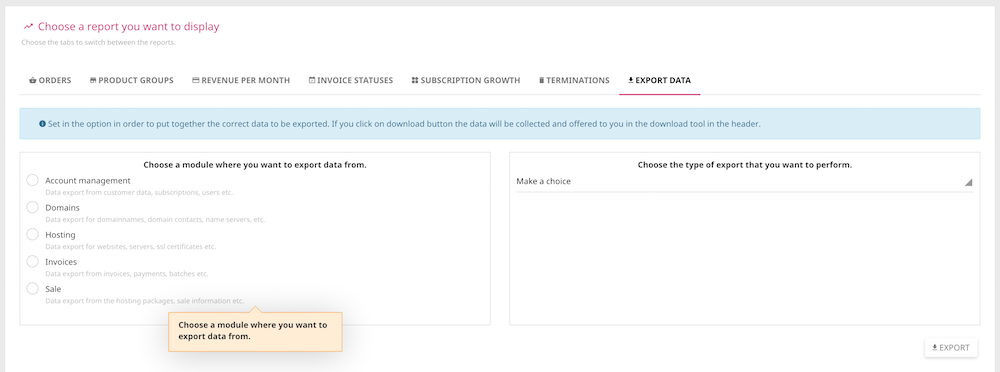 Choose a report you want to display
Choose the tabs to switch between the reports.
ORDERS PRODUCT GROUPS REVENUE PER MONTH INVOICE STATUSES SUBSCRIPTION GROWTH TERMINATIONS EXPORT DATA
Set in the option in order to put together the correct data to be exported. If you click on download button the data will be collected and offered to you in the download tool in the header.
Choose a module where you want to export data from.
Account management
Data export from customer data, subscriptions, users etc.
Domains
Data export for domainnames, domain contacts, name servers, etc.
Hosting
Data export for websites, servers, ssl certificates etc.
Invoices
Data export from invoices, payments, batches etc.
Sale
Data export from the hosting packages, sale information etc.
Choose a module where you want to
export data from.
Choose the type of export that you want to perform.
Make a choice
EXPORT